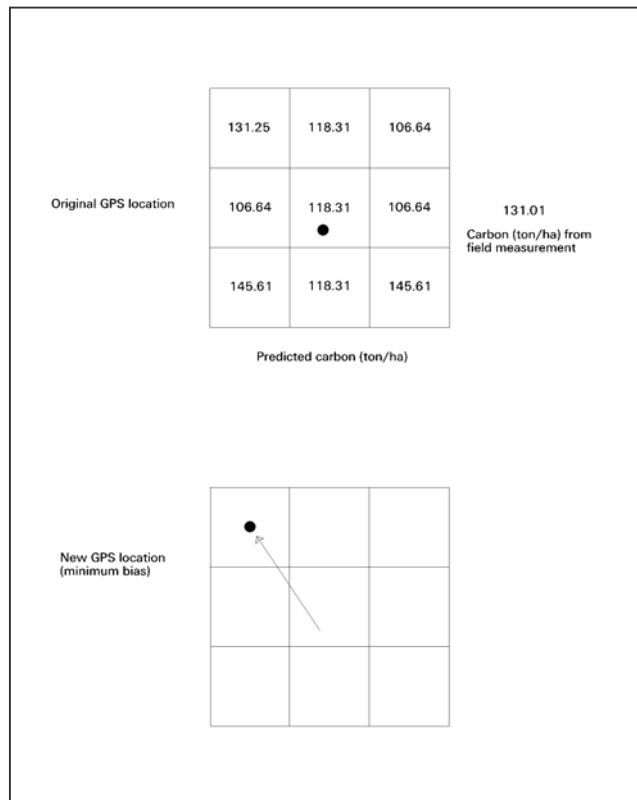 131.25 118.31 106.64
Original GPS location
106.64 118.31 106.64
131.01
Carbon (ton/ha) from
field measurement
145.61 118.31 145.61
Predicted carbon (ton/ha)
New GPS location
(minimum bias)